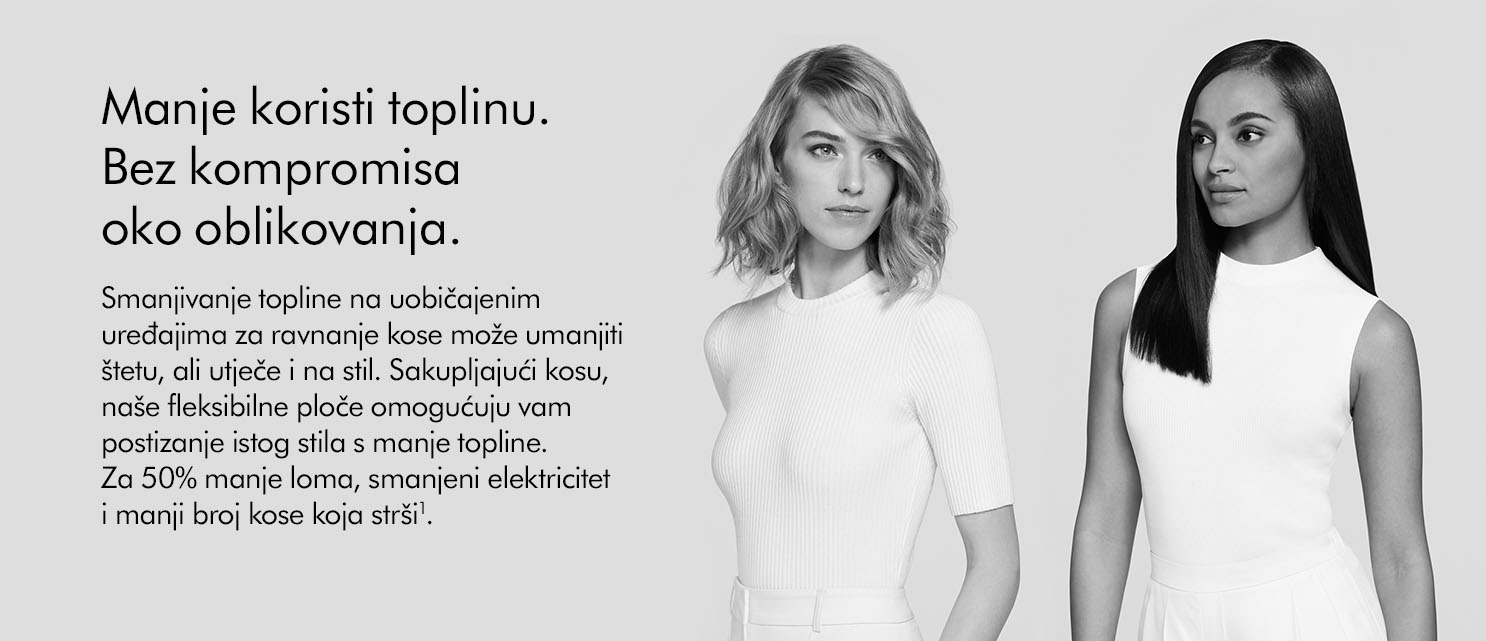 Manje koristi toplinu.
Bez kompromisa
oko oblikovanja.
Smanjivanje topline na uobičajenim
uređajima za ravnanje kose može umanjiti
štetu, ali utječe i na stil. Sakupljajući kosu,
naše fleksibilne ploče omogućuju vam
postizanje istog stila s manje topline.
Za 50% manje loma, smanjeni elektricitet
i manji broj kose koja strši¹.